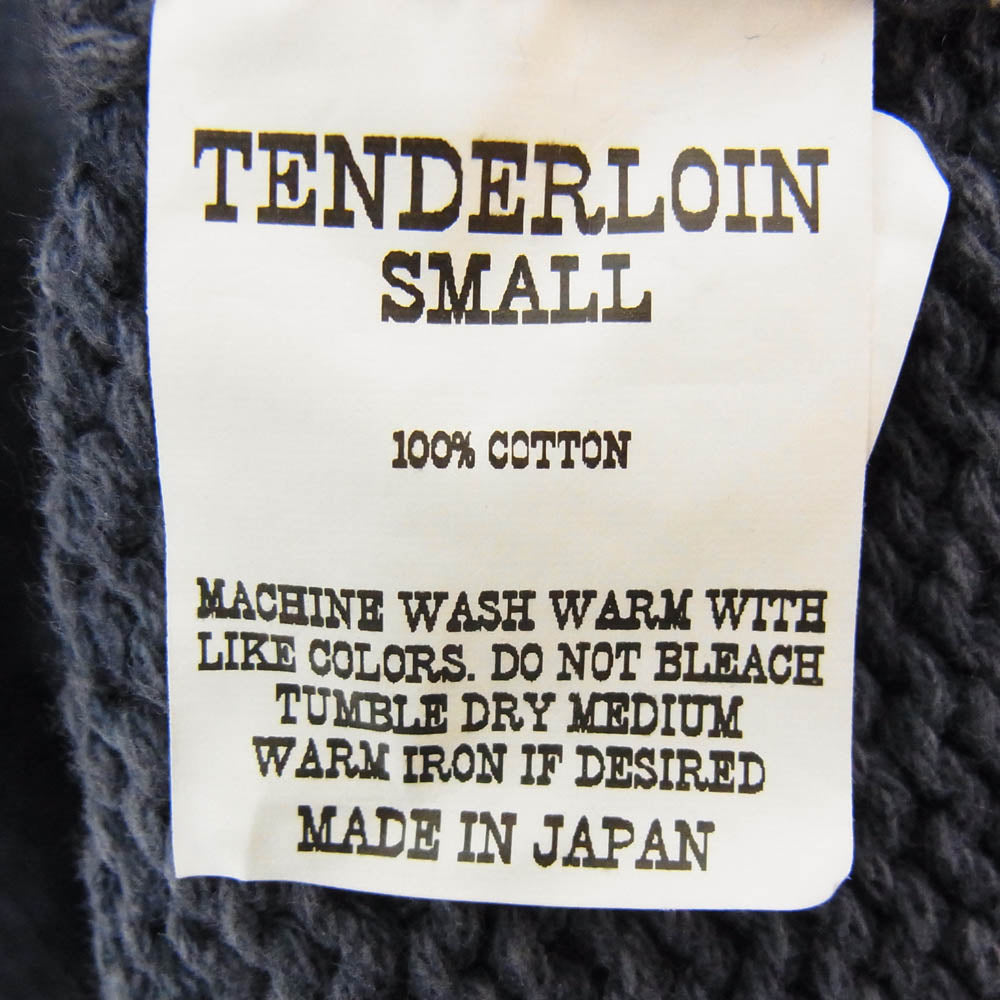 TENDERLOIN
SMALL
100% COTTON
MACHINE WASH WARM WITH
LIKE COLORS. DO NOT BLEACH
TUMBLE DRY MEDIUM
WARM IRON IF DESIRED
MADE IN JAPAN